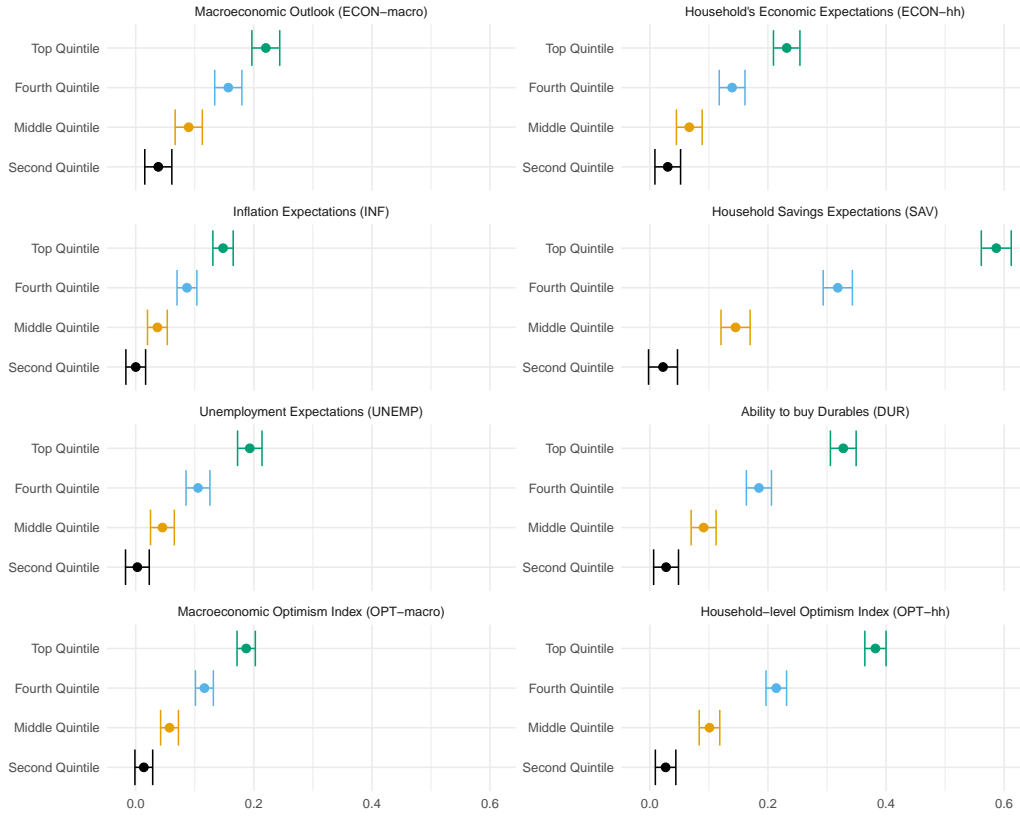 Macroeconomic Outlook (ECON−macro)
Top Quintile
Fourth Quintile
Middle Quintile
Second Quintile
Household's Economic Expectations (ECON−hh)
Top Quintile
Fourth Quintile
Middle Quintile
Second Quintile
Inflation Expectations (INF)
Top Quintile
Fourth Quintile
Middle Quintile
Second Quintile
Household Savings Expectations (SAV)
Top Quintile
Fourth Quintile
Middle Quintile
Second Quintile
Unemployment Expectations (UNEMP)
Top Quintile
Fourth Quintile
Middle Quintile
Second Quintile
Ability to buy Durables (DUR)
Top Quintile
Fourth Quintile
Middle Quintile
Second Quintile
Macroeconomic Optimism Index (OPT−macro)
Top Quintile
Fourth Quintile
Middle Quintile
Second Quintile
0.0 0.2 0.4 0.6
Household−level Optimism Index (OPT−hh)
Top Quintile
Fourth Quintile
Middle Quintile
Second Quintile
0.0 0.2 0.4 0.6